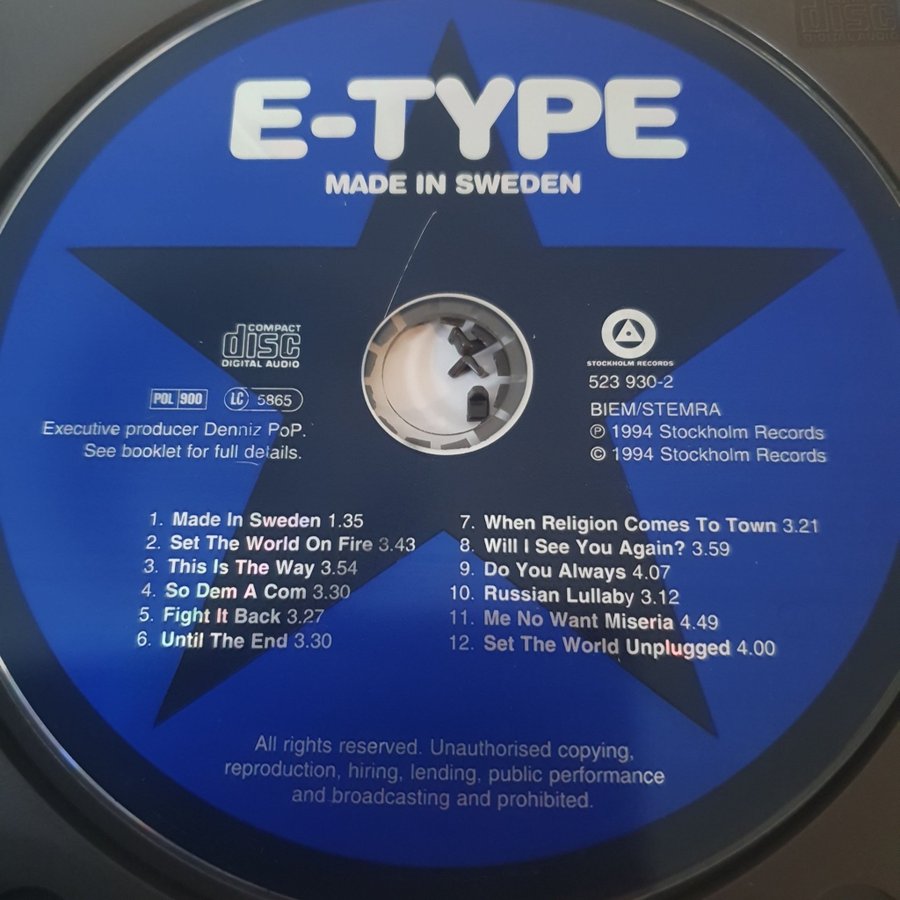 disc
DIGITAL AUDIO
E-TYPE
MADE IN SWEDEN
COMPACT
disc
DIGITAL AUDIO
POL 900
LC 5865
Executive producer Denniz PoP.
See booklet for full details.
STOCKHOLM RECORDS
523 930-2
BIEM/STEMRA
℗ 1994 Stockholm Records
© 1994 Stockholm Records
1. Made In Sweden 1.35
2. Set The World On Fire 3.43
3. This Is The Way 3.54
4. So Dem A Com 3.30
5. Fight It Back 3.27
6. Until The End 3.30
7. When Religion Comes To Town 3.21
8. Will I See You Again? 3.59
9. Do You Always 4.07
10. Russian Lullaby 3.12
11. Me No Want Miseria 4.49
12. Set The World Unplugged 4.00
All rights reserved. Unauthorised copying,
reproduction, hiring, lending, public performance
and broadcasting and prohibited.